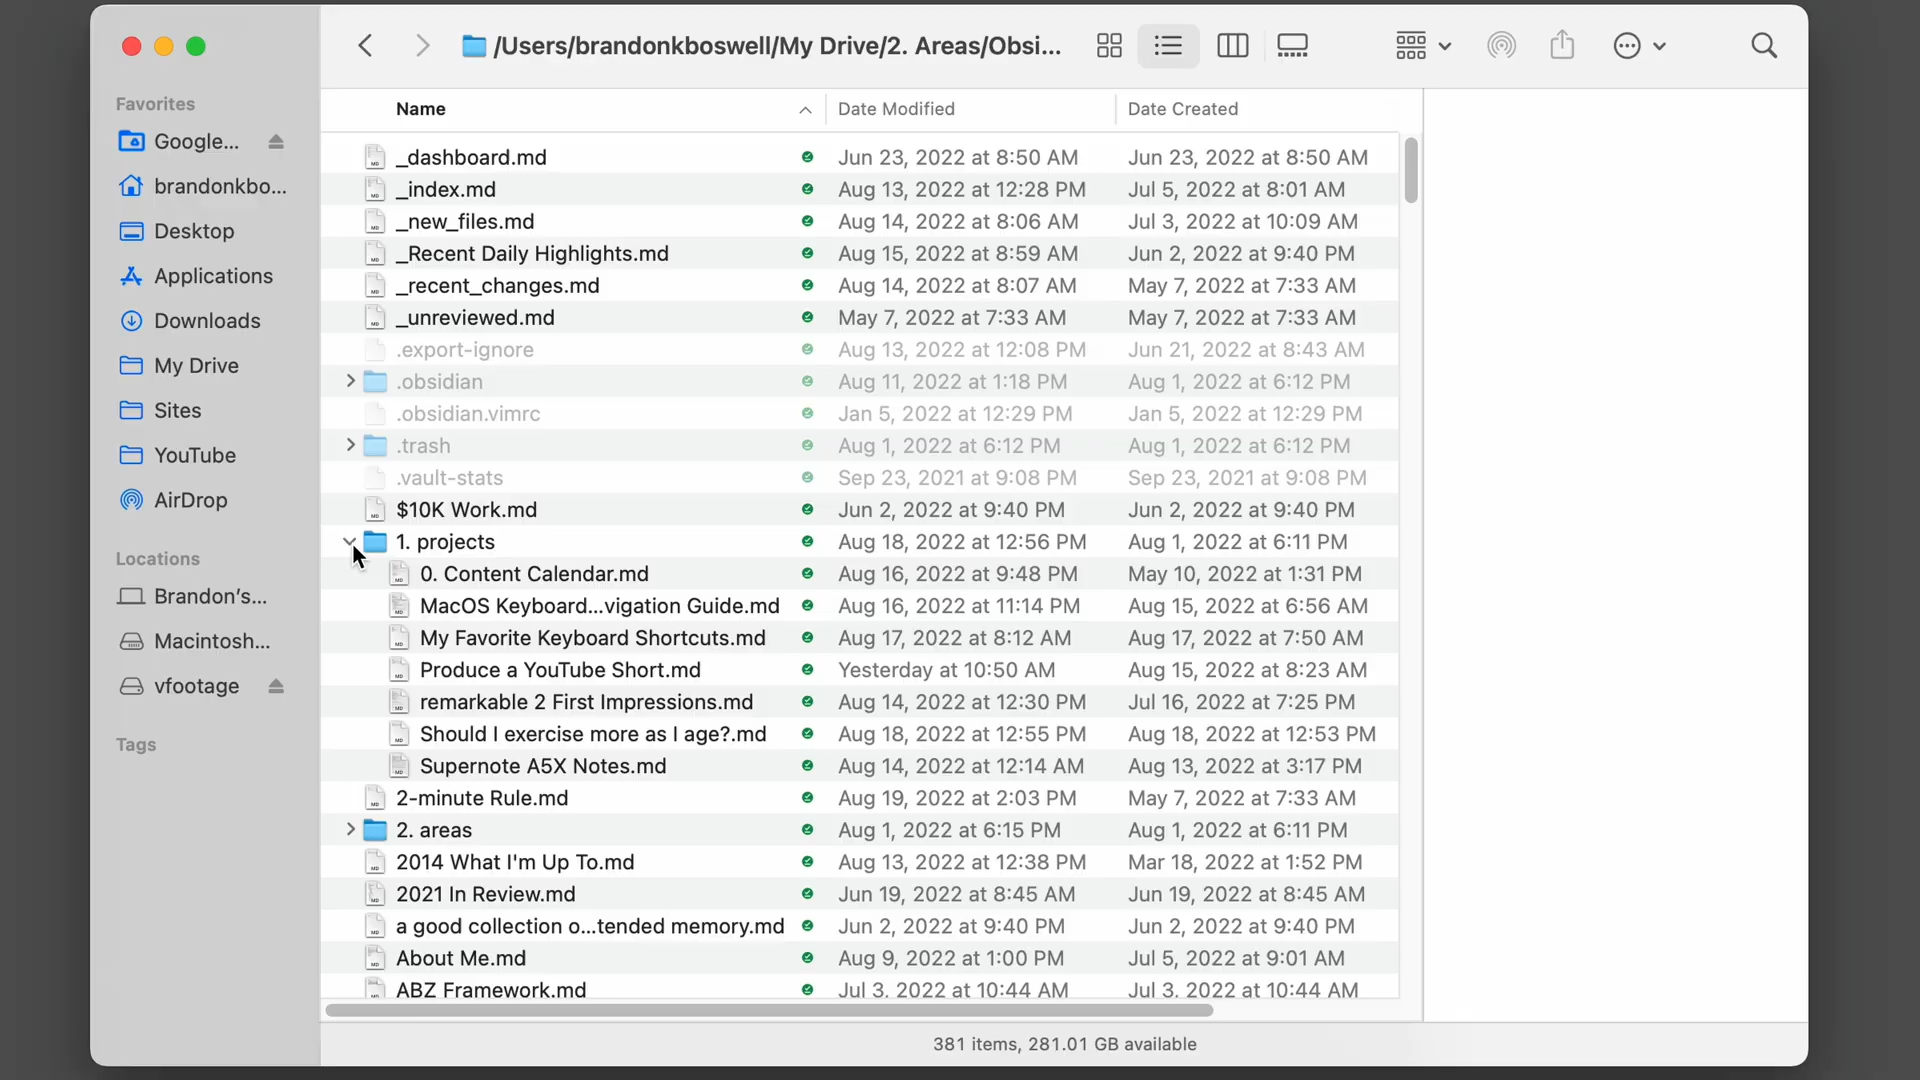 /Users/brandonkboswell/My Drive/2. Areas/Obsi...
Favorites
Google...
brandonkbo...
Desktop
Applications
Downloads
My Drive
Sites
YouTube
AirDrop
Locations
Brandon's...
Macintosh...
vfootage
Tags
Name Date Modified Date Created
_dashboard.md Jun 23, 2022 at 8:50 AM Jun 23, 2022 at 8:50 AM
_index.md Aug 13, 2022 at 12:28 PM Jul 5, 2022 at 8:01 AM
_new_files.md Aug 14, 2022 at 8:06 AM Jul 3, 2022 at 10:09 AM
_Recent Daily Highlights.md Aug 15, 2022 at 8:59 AM Jun 2, 2022 at 9:40 PM
_recent_changes.md Aug 14, 2022 at 8:07 AM May 7, 2022 at 7:33 AM
_unreviewed.md May 7, 2022 at 7:33 AM May 7, 2022 at 7:33 AM
.export-ignore Aug 13, 2022 at 12:08 PM Jun 21, 2022 at 8:43 AM
.obsidian Aug 11, 2022 at 1:18 PM Aug 1, 2022 at 6:12 PM
.obsidian.vimrc Jan 5, 2022 at 12:29 PM Jan 5, 2022 at 12:29 PM
.trash Aug 1, 2022 at 6:12 PM Aug 1, 2022 at 6:12 PM
.vault-stats Sep 23, 2021 at 9:08 PM Sep 23, 2021 at 9:08 PM
$10K Work.md Jun 2, 2022 at 9:40 PM Jun 2, 2022 at 9:40 PM
1. projects Aug 18, 2022 at 12:56 PM Aug 1, 2022 at 6:11 PM
0. Content Calendar.md Aug 16, 2022 at 9:48 PM May 10, 2022 at 1:31 PM
MacOS Keyboard...vigation Guide.md Aug 16, 2022 at 11:14 PM Aug 15, 2022 at 6:56 AM
My Favorite Keyboard Shortcuts.md Aug 17, 2022 at 8:12 AM Aug 17, 2022 at 7:50 AM
Produce a YouTube Short.md Yesterday at 10:50 AM Aug 15, 2022 at 8:23 AM
remarkable 2 First Impressions.md Aug 14, 2022 at 12:30 PM Jul 16, 2022 at 7:25 PM
Should I exercise more as I age?.md Aug 18, 2022 at 12:55 PM Aug 18, 2022 at 12:53 PM
Supernote A5X Notes.md Aug 14, 2022 at 12:14 AM Aug 13, 2022 at 3:17 PM
2-minute Rule.md Aug 19, 2022 at 2:03 PM May 7, 2022 at 7:33 AM
2. areas Aug 1, 2022 at 6:15 PM Aug 1, 2022 at 6:11 PM
2014 What I'm Up To.md Aug 13, 2022 at 12:38 PM Mar 18, 2022 at 1:52 PM
2021 In Review.md Jun 19, 2022 at 8:45 AM Jun 19, 2022 at 8:45 AM
a good collection o...tended memory.md Jun 2, 2022 at 9:40 PM Jun 2, 2022 at 9:40 PM
About Me.md Aug 9, 2022 at 1:00 PM Jul 5, 2022 at 9:01 AM
ABZ Framework.md Jul 3, 2022 at 10:44 AM Jul 3, 2022 at 10:44 AM
381 items, 281.01 GB available